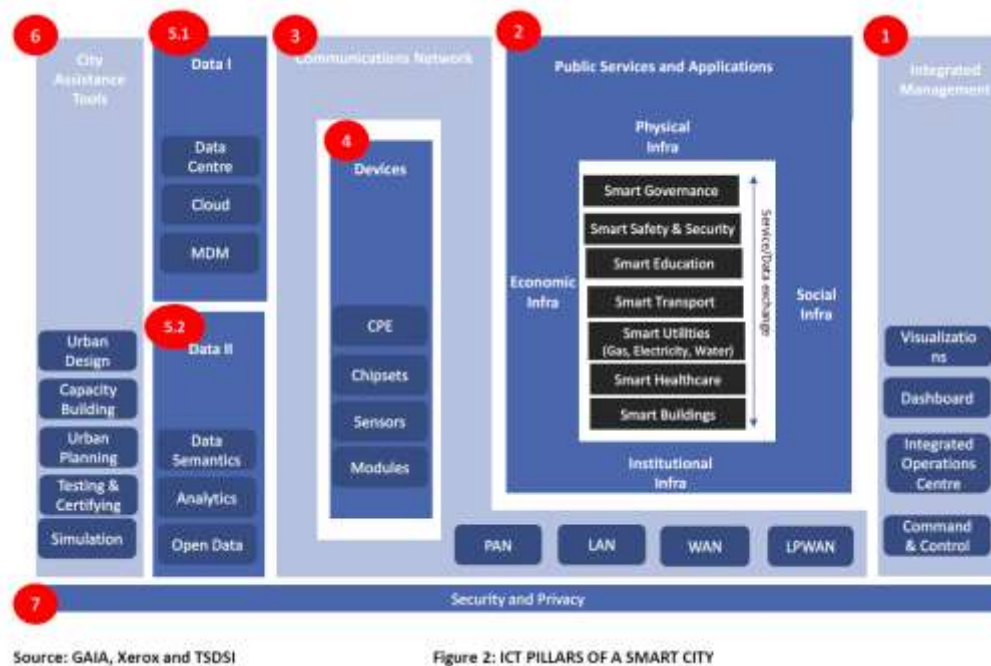 6
City
Assistance
Tools
Urban
Design
Capacity
Building
Urban
Planning
Testing &
Certifying
Simulation
5.1
Data I
Data
Centre
Cloud
MDM
5.2
Data II
Data
Semantics
Analytics
Open Data
3
Communications Network
4
Devices
CPE
Chipsets
Sensors
Modules
PAN
LAN
WAN
LPWAN
2
Public Services and Applications
Physical
Infra
Economic
Infra
Smart Governance
Smart Safety & Security
Smart Education
Smart Transport
Smart Utilities
(Gas, Electricity, Water)
Smart Healthcare
Smart Buildings
Service/Data exchange
Social
Infra
Institutional
Infra
1
Integrated
Management
Visualizatio
ns
Dashboard
Integrated
Operations
Centre
Command
& Control
7
Security and Privacy
Source: GAIA, Xerox and TSDSI
Figure 2: ICT PILLARS OF A SMART CITY